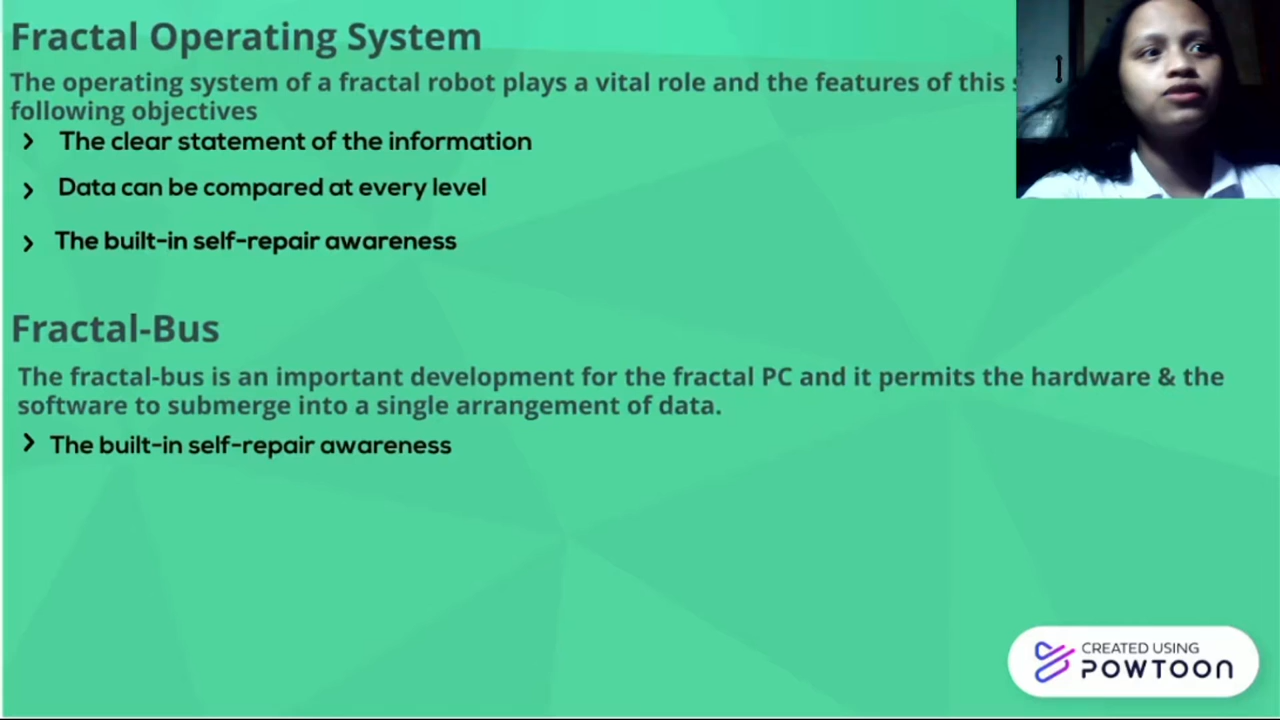 Fractal Operating System
The operating system of a fractal robot plays a vital role and the features of this
following objectives
The clear statement of the information
Data can be compared at every level
The built-in self-repair awareness
Fractal-Bus
The fractal-bus is an important development for the fractal PC and it permits the hardware & the
software to submerge into a single arrangement of data.
The built-in self-repair awareness
CREATED USING
POWTOON